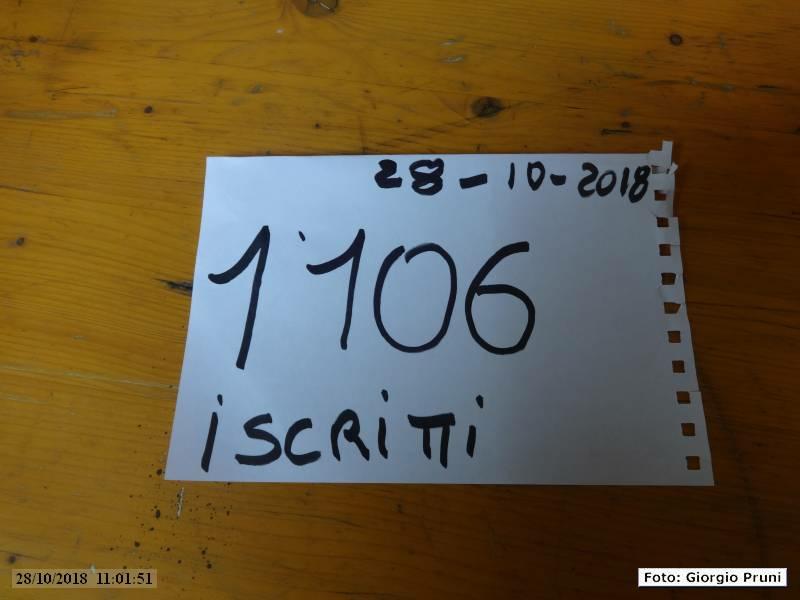 28-10-2018
1'106
iSCRiTTi
28/10/2018 11:01:51
Foto: Giorgio Pruni